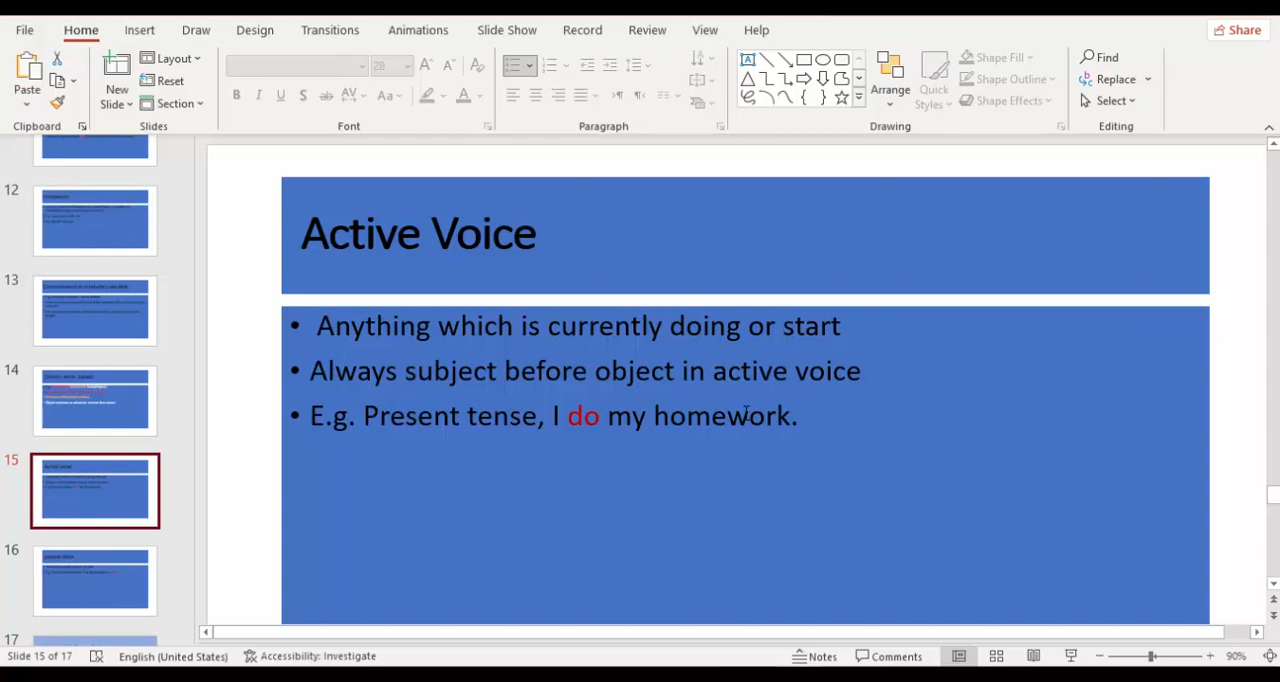 File Home Insert Draw Design Transitions Animations Slide Show Record Review View Help Share
Paste
Clipboard
New
Slide
Layout
Reset
Section
Slides
28
B I U S ab AV Aa A
Font
Paragraph
Arrange
Quick
Styles
Shape Fill
Shape Outline
Shape Effects
Drawing
Find
Replace
Select
Editing
12
13
14
15
16
17
Active Voice
• Anything which is currently doing or start
• Always subject before object in active voice
• E.g. Present tense, I do my homework.
Slide 15 of 17 English (United States) Accessibility: Investigate Notes Comments 90%